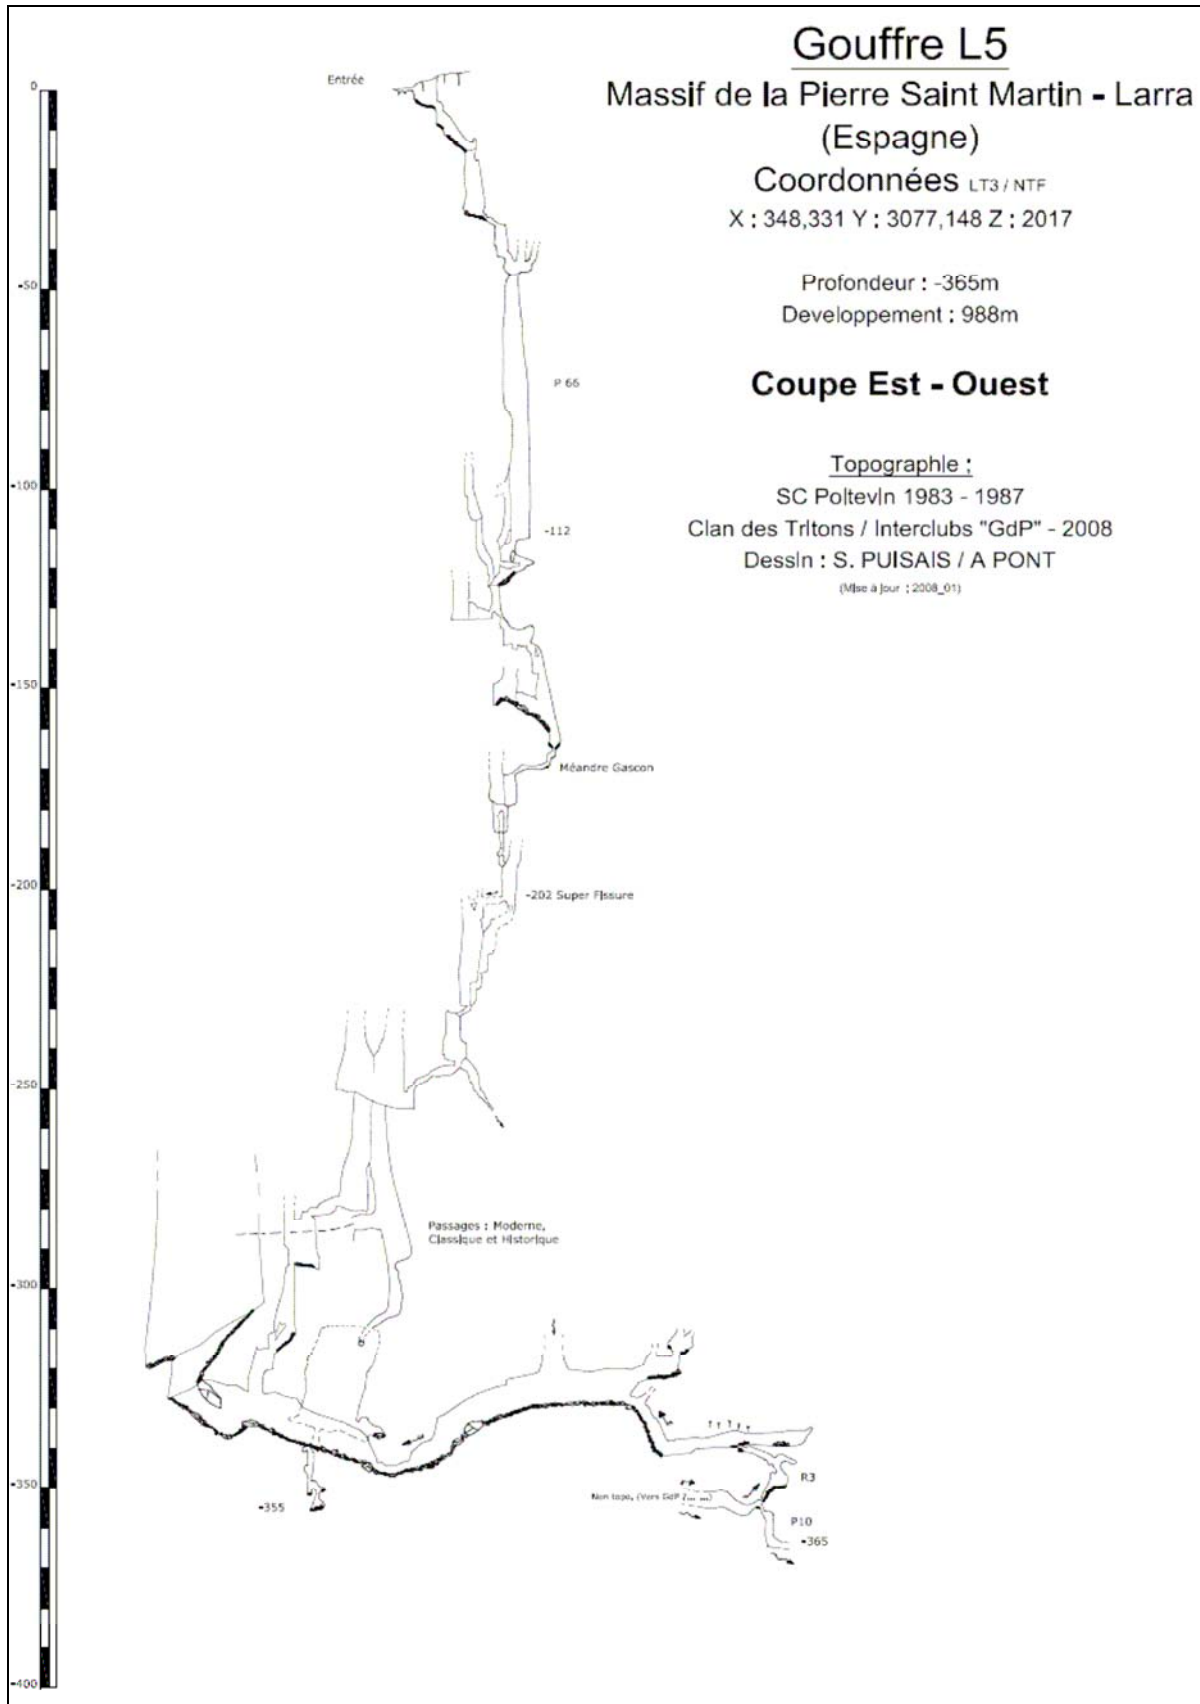 Gouffre L5
Massif de la Pierre Saint Martin - Larra
(Espagne)
Coordonnées LT3 / NTF
X : 348,331 Y : 3077,148 Z : 2017
Profondeur : -365m
Developpement : 988m
Coupe Est - Ouest
Topographie :
SC Poitevin 1983 - 1987
Clan des Tritons / Interclubs "GdP" - 2008
Dessin : S. PUISAIS / A PONT
(Mise à jour : 2008_01)
Entrée
0
-50
P 66
-100
-112
-150
Méandre Gascon
-200
-202 Super Fissure
-250
Passages : Moderne,
Classique et Historique
-300
-350
-355
R3
Non topo, (Vers GdP
P10
-365
-400